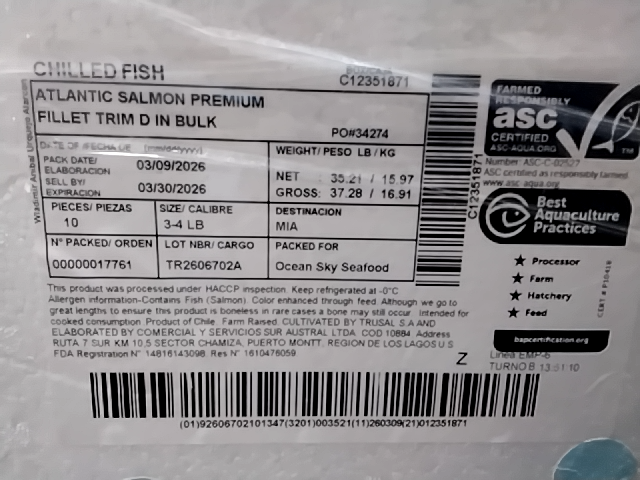 CHILLED FISH
C12351871
ATLANTIC SALMON PREMIUM
FILLET TRIM D IN BULK
PO#34274
PACK DATE/
ELABORACION
03/09/2026
SELL BY/
EXPIRACION
03/30/2026
WEIGHT/ PESO LB / KG
NET 35.21 / 15.97
GROSS: 37.28 / 16.91
PIECES/ PIEZAS
10
SIZE/ CALIBRE
3-4 LB
DESTINACION
MIA
N° PACKED/ ORDEN
00000017761
LOT NBR/ CARGO
TR2606702A
PACKED FOR
Ocean Sky Seafood
This product was processed under HACCP inspection. Keep refrigerated at -0°C
Allergen information-Contains Fish (Salmon). Color enhanced through feed. Although we go to
great lengths to ensure this product is boneless in rare cases a bone may still occur. Intended for
cooked consumption. Product of Chile. Farm Raised. CULTIVATED BY TRUSAL S.A AND
ELABORATED BY COMERCIAL Y SERVICIOS SUR AUSTRAL LTDA. COD 10884. Address
RUTA 7 SUR KM 10,5 SECTOR CHAMIZA, PUERTO MONTT. REGION DE LOS LAGOS U S
FDA Registration N° 14816143098. Res N° 1610476059
Z
(01)92606702101347(3201)003521(11)260309(21)012351871
C12351871
FARMED
RESPONSIBLY
asc
CERTIFIED
ASC-AQUA.ORG
TM
Number: ASC-C-02527
ASC certified as responsibly farmed
www.asc-aqua.org
Best
Aquaculture
Practices
Processor
Farm
Hatchery
Feed
CERT # P10418
bapcertification.org
Linea EMP-6
TURNO B 13:51:10